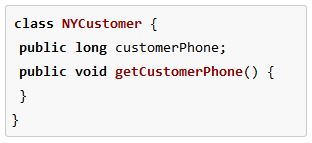 class NYCustomer {
public long customerPhone;
public void getCustomerPhone() {
}
}